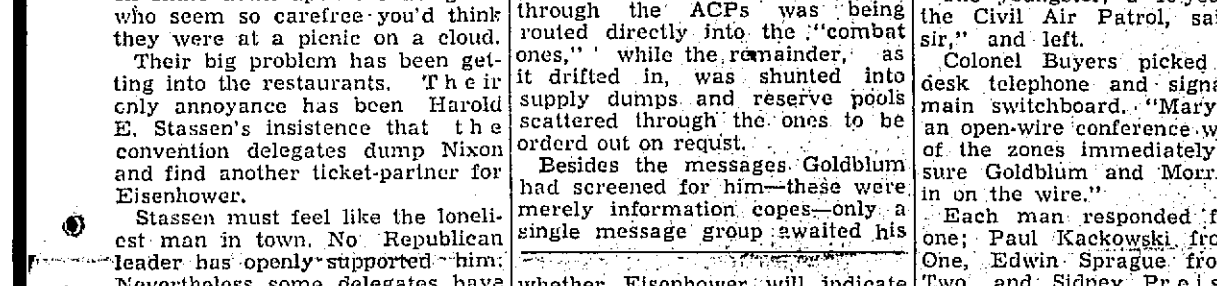 who seem so carefree you'd think
they were at a picnic on a cloud.
Their big problem has been get-
ting into the restaurants. Their
only annoyance has been Harold
E. Stassen's insistence that the
convention delegates dump Nixon
and find another ticket-partner for
Eisenhower.
Stassen must feel like the loneli-
est man in town. No Republican
leader has openly supported him;
Nevertheless some delegates have
through the ACPs was being
routed directly into the "combat
ones," while the remainder, as
it drifted in, was shunted into
supply dumps and reserve pools
scattered through the ones to be
orderd out on requst.
Besides the messages Goldblum
had screened for him—these were
merely information copes—only a
single message group awaited his
whether Eisenhower will indicate
the Civil Air Patrol, sai
sir," and left.
Colonel Buyers picked
desk telephone and signa
main switchboard. "Mary
an open-wire conference w
of the zones immediately
sure Goldblum and Morr
in on the wire."
Each man responded f
one; Paul Kackowski fro
One, Edwin Sprague fro
Two, and Sidney Preis